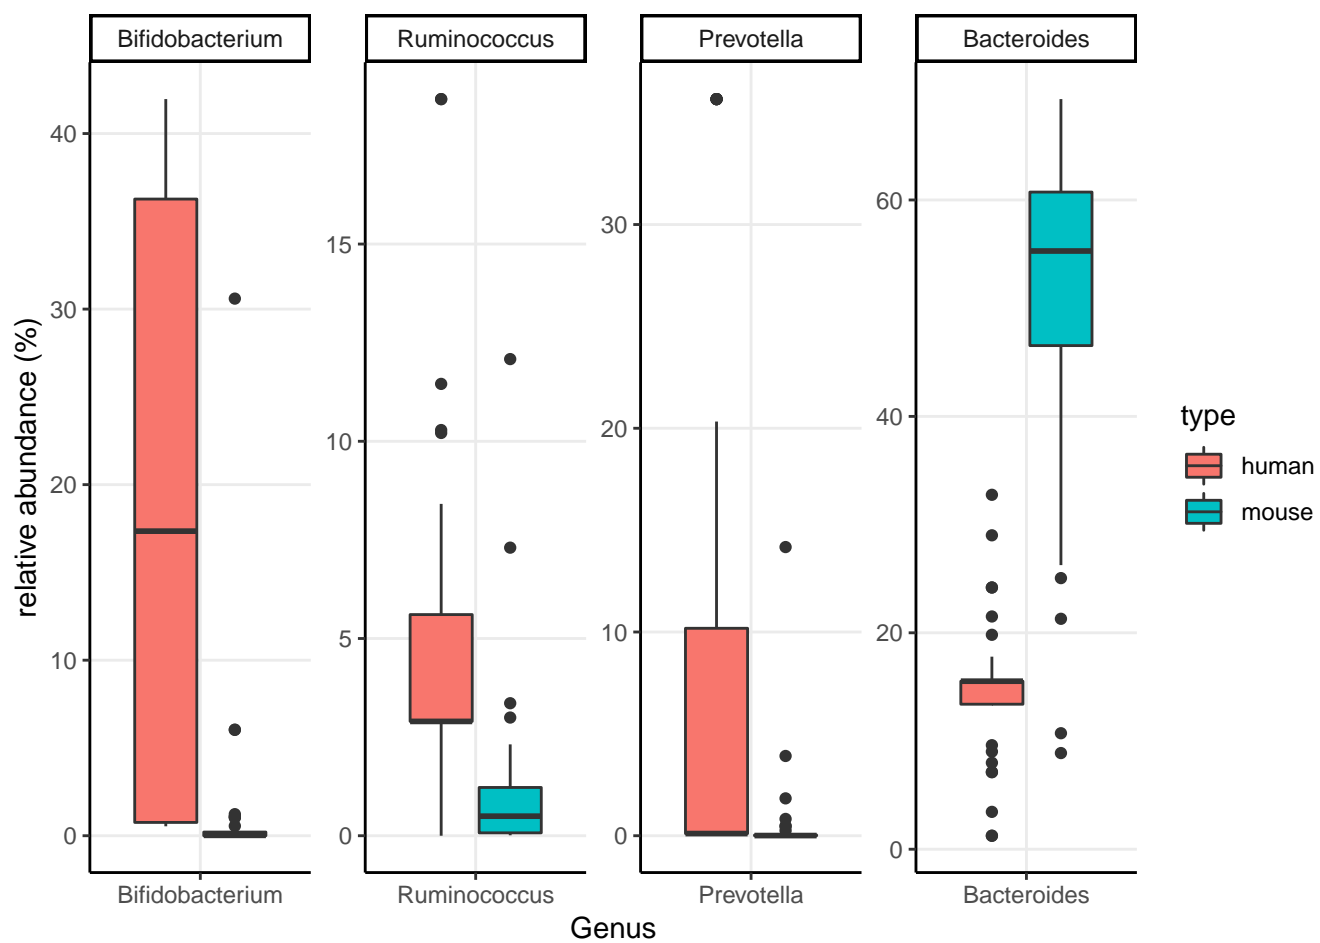 Bifidobacterium
Ruminococcus
Prevotella
Bacteroides
relative abundance (%)
40
30
20
10
0
15
10
5
0
30
20
10
0
60
40
20
0
Bifidobacterium
Ruminococcus
Prevotella
Bacteroides
Genus
type
human
mouse